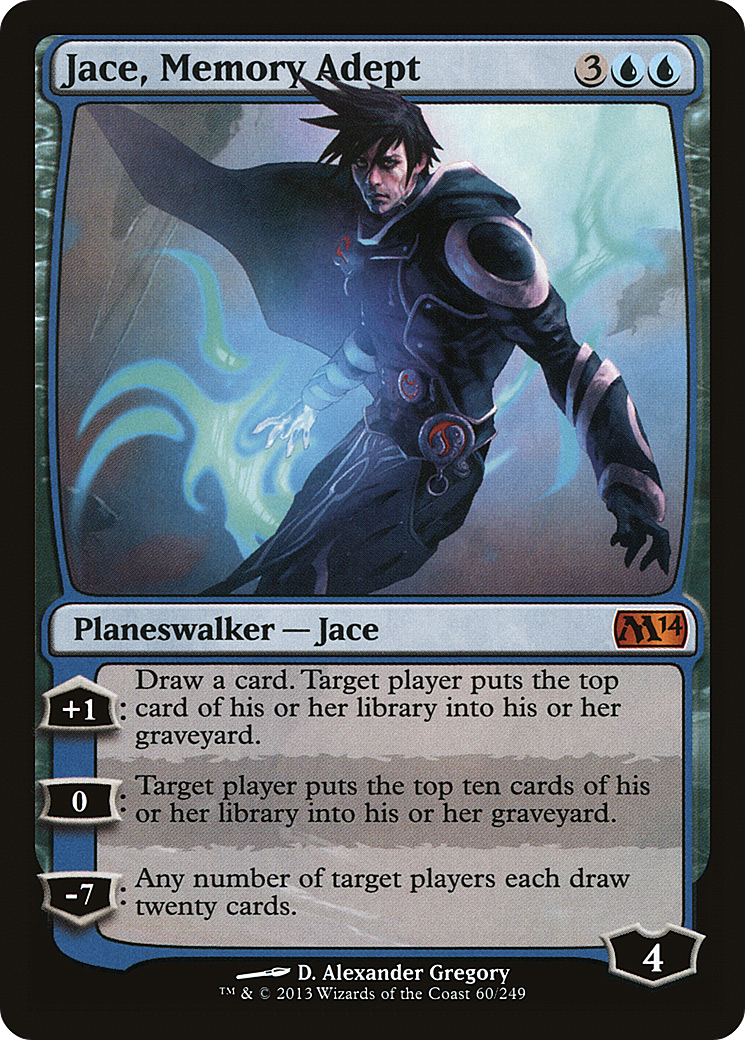 Jace, Memory Adept 3
Planeswalker — Jace M14
+1: Draw a card. Target player puts the top
card of his or her library into his or her
graveyard.
0: Target player puts the top ten cards of his
or her library into his or her graveyard.
-7: Any number of target players each draw
twenty cards.
4
D. Alexander Gregory
™ & © 2013 Wizards of the Coast 60/249